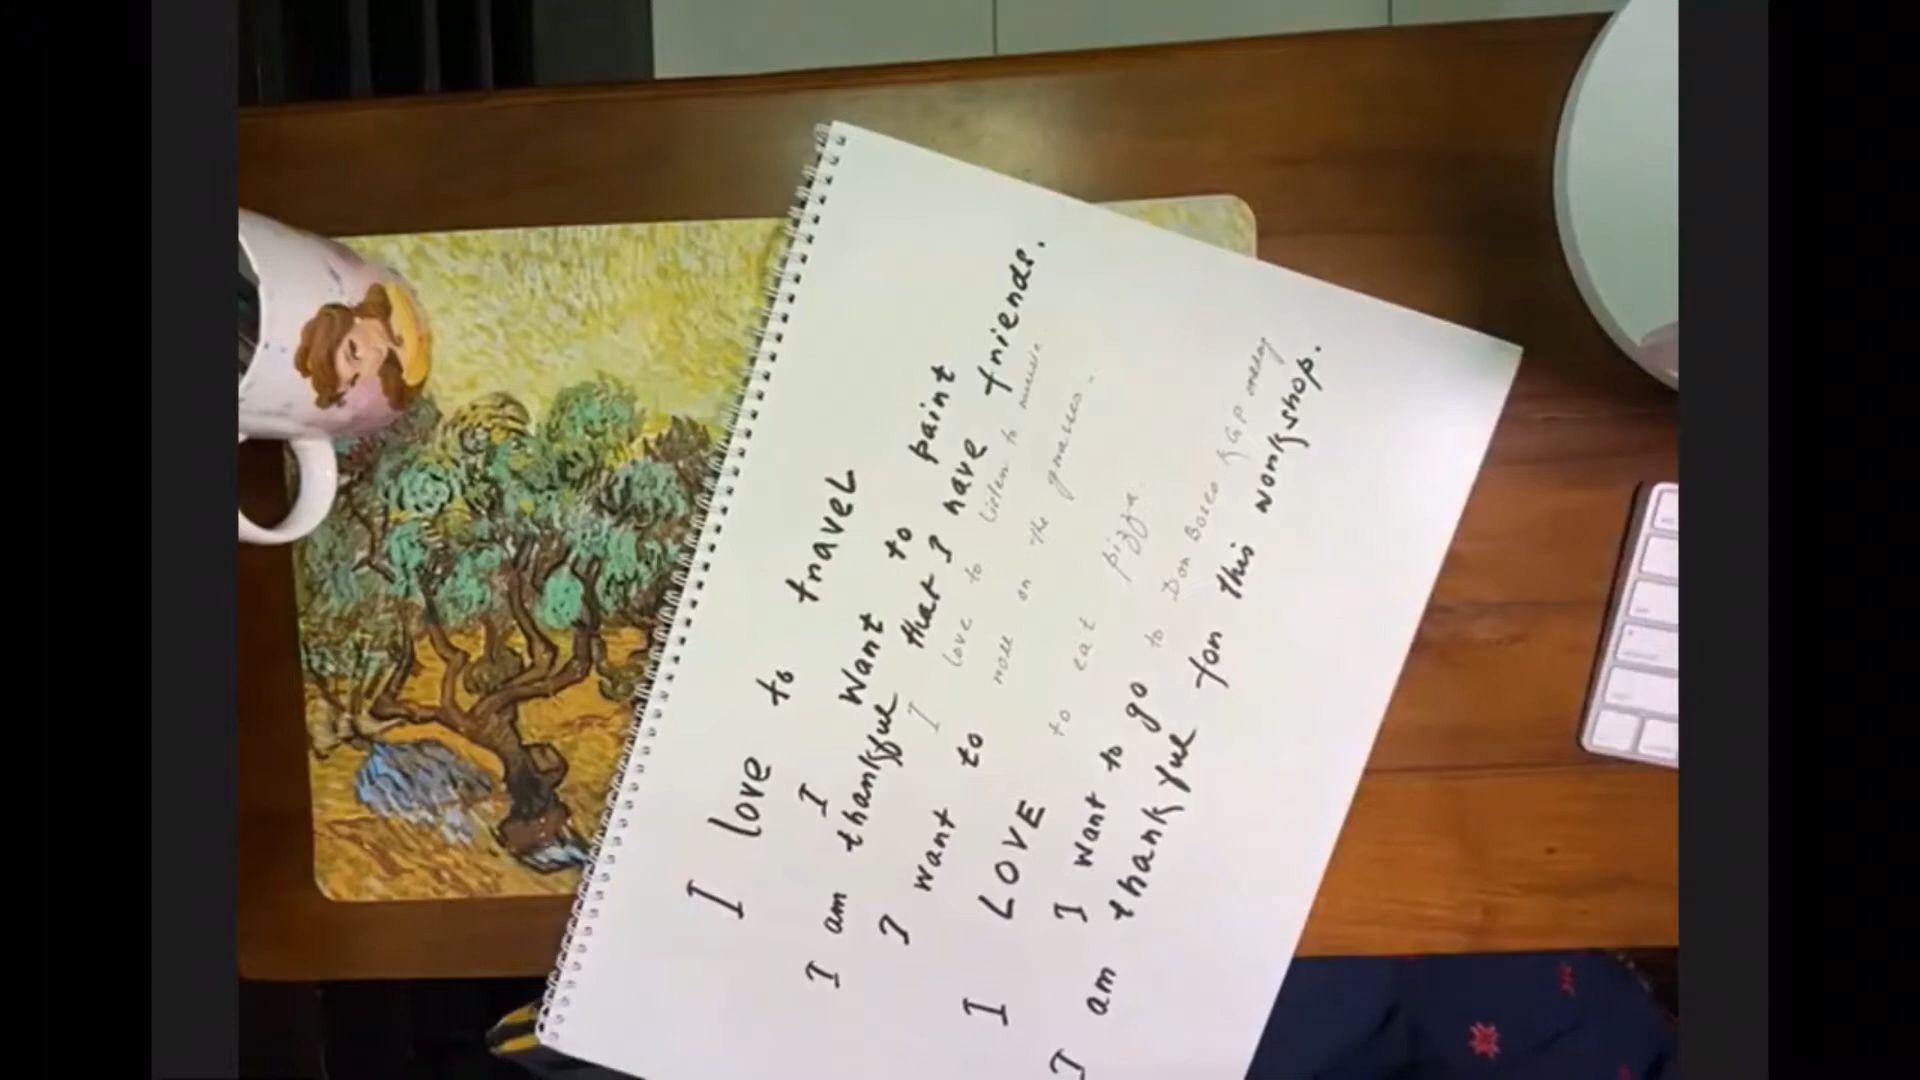 I love to travel
I want to paint
I am thankful that I have friends.
I love to listen to music
I want to roll on the grasses.
I LOVE to eat pizza.
I want to go to Don Bosco
I am thankful for this workshop.